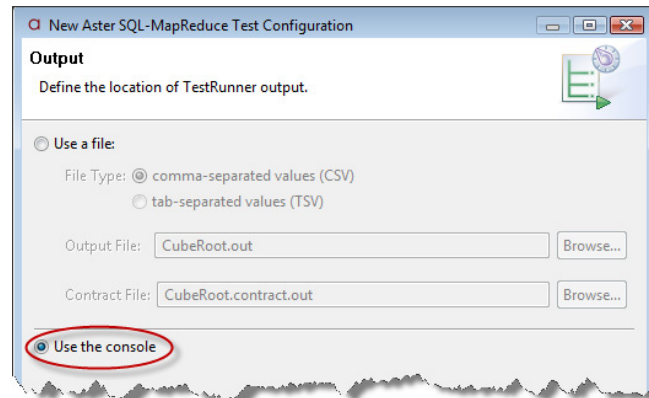 New Aster SQL-MapReduce Test Configuration
Output
Define the location of TestRunner output.
Use a file:
File Type: comma-separated values (CSV)
tab-separated values (TSV)
Output File: CubeRoot.out Browse...
Contract File: CubeRoot.contract.out Browse...
Use the console